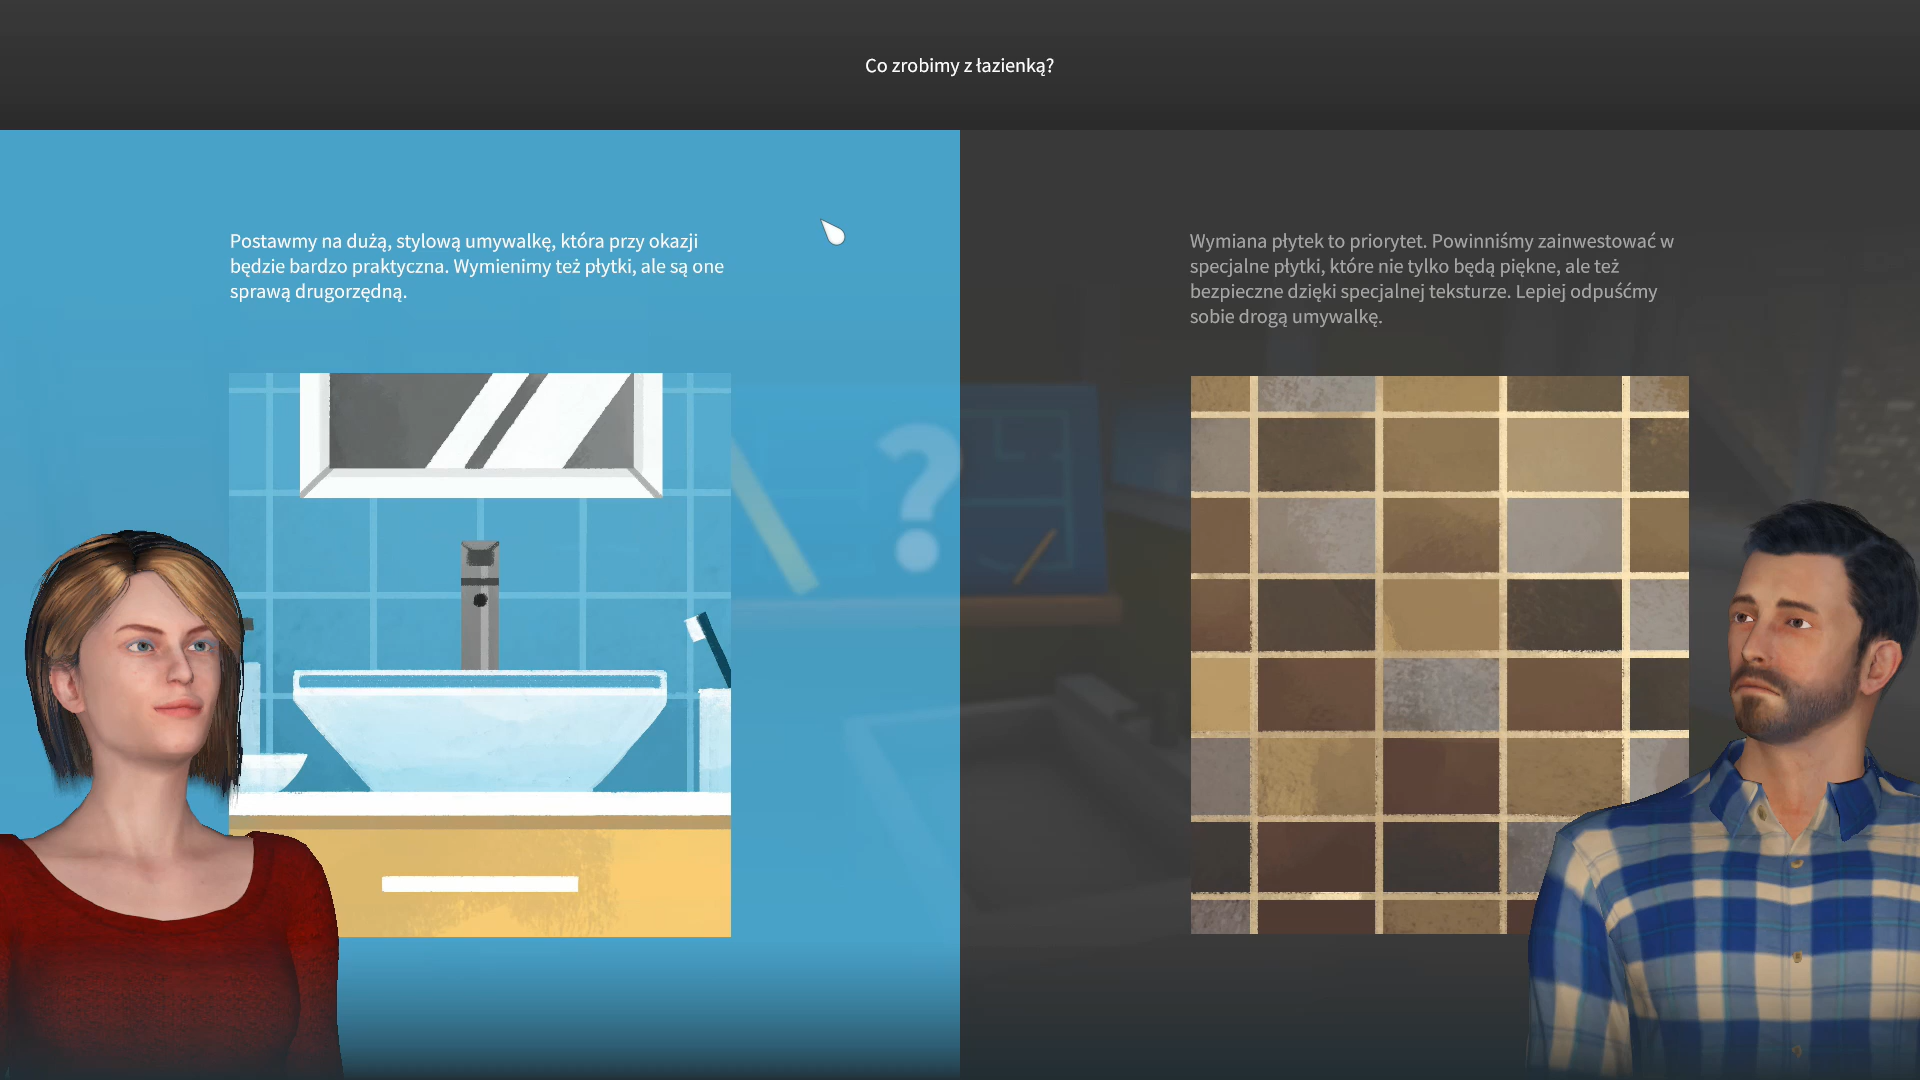 Co zrobimy z łazienką?
Postawmy na dużą, stylową umywalkę, która przy okazji
będzie bardzo praktyczna. Wymienimy też płytki, ale są one
sprawą drugorzędną.
Wymiana płytek to priorytet. Powinniśmy zainwestować w
specjalne płytki, które nie tylko będą piękne, ale też
bezpieczne dzięki specjalnej teksturze. Lepiej odpuśćmy
sobie drogą umywalkę.
?